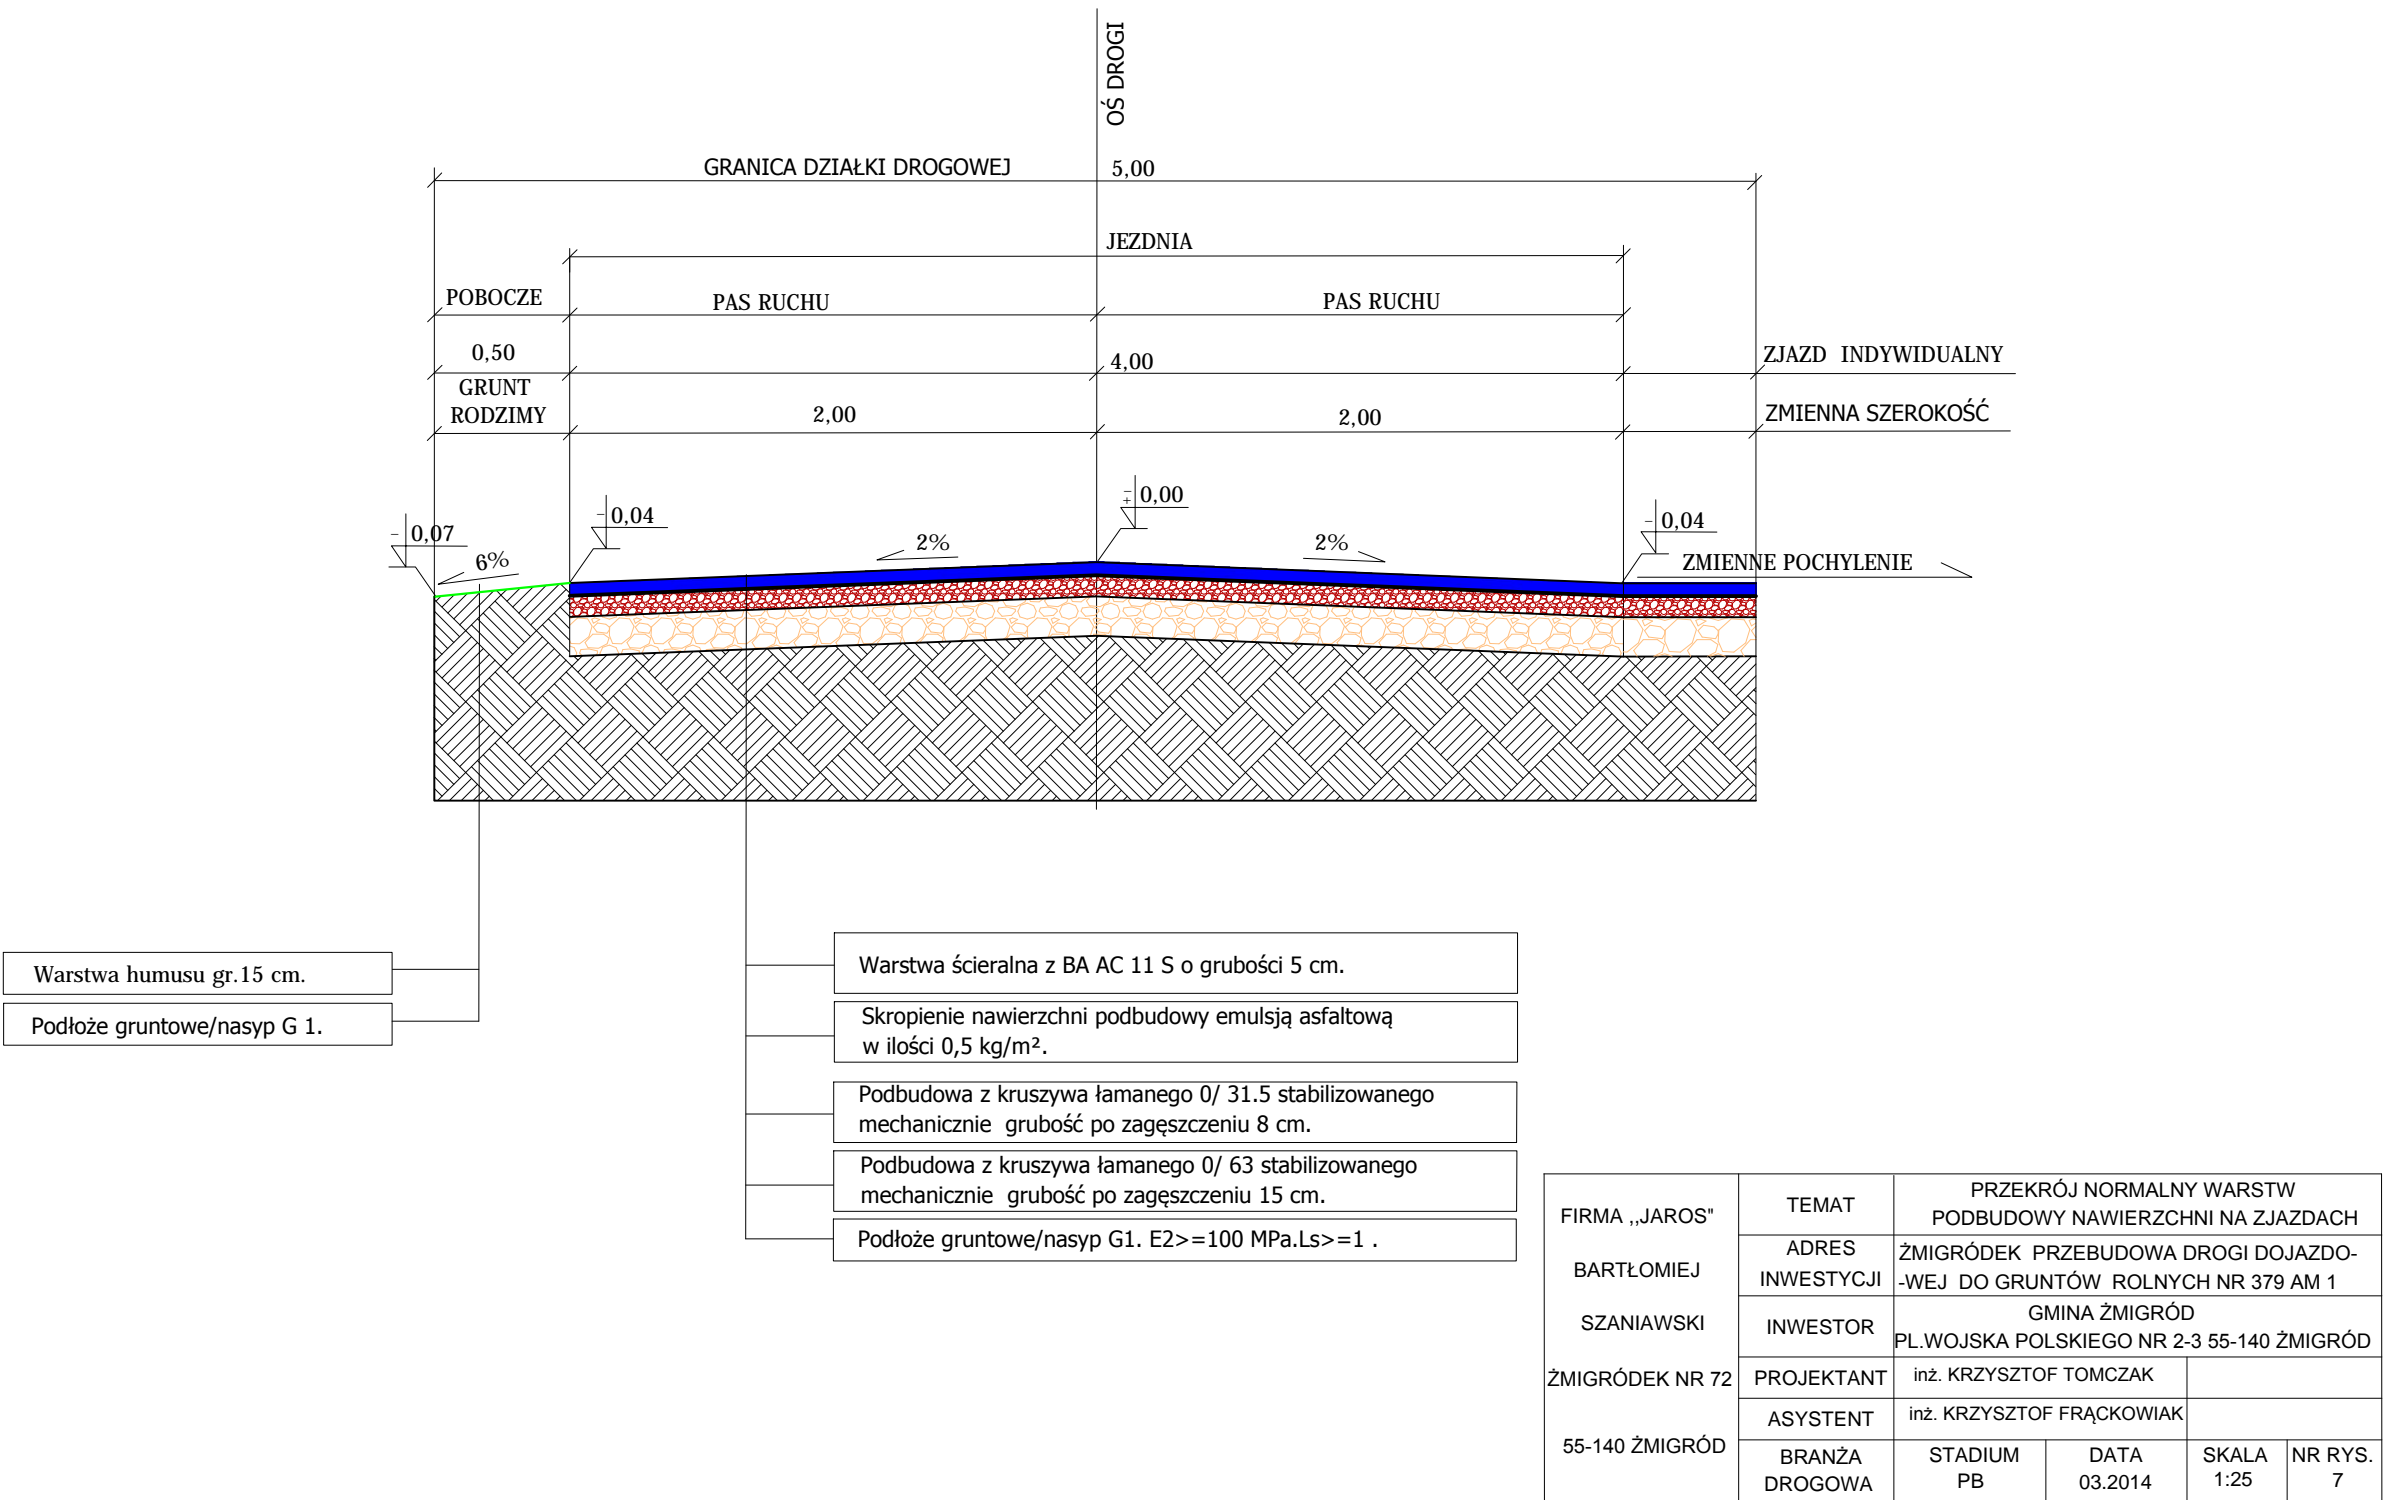 OŚ DROGI
GRANICA DZIAŁKI DROGOWEJ 5,00
JEZDNIA
POBOCZE PAS RUCHU PAS RUCHU
0,50 4,00 ZJAZD INDYWIDUALNY
GRUNT
RODZIMY 2,00 2,00 ZMIENNA SZEROKOŚĆ
-0,07 -0,04 ±0,00 -0,04
6% 2% 2% ZMIENNE POCHYLENIE
Warstwa humusu gr.15 cm.
Podłoże gruntowe/nasyp G 1.
Warstwa ścieralna z BA AC 11 S o grubości 5 cm.
Skropienie nawierzchni podbudowy emulsją asfaltową
w ilości 0,5 kg/m².
Podbudowa z kruszywa łamanego 0/ 31.5 stabilizowanego
mechanicznie grubość po zagęszczeniu 8 cm.
Podbudowa z kruszywa łamanego 0/ 63 stabilizowanego
mechanicznie grubość po zagęszczeniu 15 cm.
Podłoże gruntowe/nasyp G1. E2>=100 MPa.Ls>=1 .
FIRMA ,,JAROS"
BARTŁOMIEJ
SZANIAWSKI
ŻMIGRÓDEK NR 72
55-140 ŻMIGRÓD
TEMAT
PRZEKRÓJ NORMALNY WARSTW
PODBUDOWY NAWIERZCHNI NA ZJAZDACH
ADRES
INWESTYCJI
ŻMIGRÓDEK PRZEBUDOWA DROGI DOJAZDO-
-WEJ DO GRUNTÓW ROLNYCH NR 379 AM 1
INWESTOR
GMINA ŻMIGRÓD
PL.WOJSKA POLSKIEGO NR 2-3 55-140 ŻMIGRÓD
PROJEKTANT inż. KRZYSZTOF TOMCZAK
ASYSTENT inż. KRZYSZTOF FRĄCKOWIAK
BRANŻA
DROGOWA
STADIUM
PB
DATA
03.2014
SKALA
1:25
NR RYS.
7